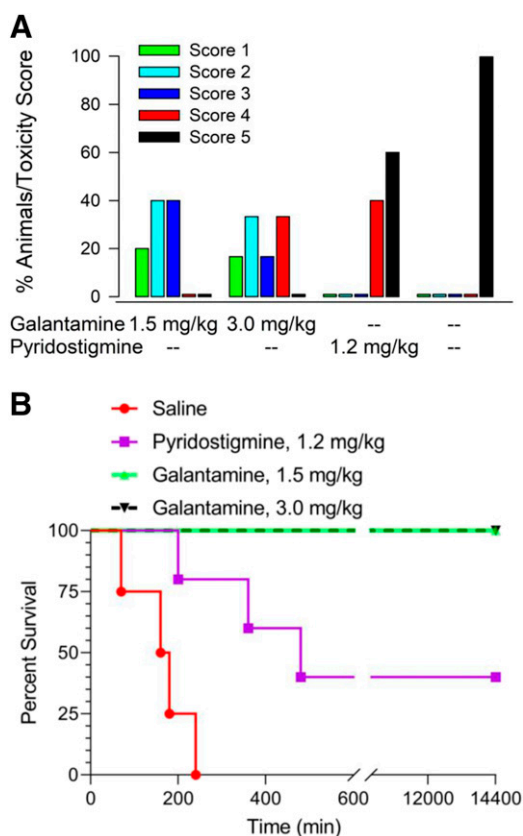 A
% Animals/Toxicity Score
100
80
60
40
20
0
Score 1
Score 2
Score 3
Score 4
Score 5
Galantamine 1.5 mg/kg 3.0 mg/kg -- --
Pyridostigmine -- -- 1.2 mg/kg --
B
Saline
Pyridostigmine, 1.2 mg/kg
Galantamine, 1.5 mg/kg
Galantamine, 3.0 mg/kg
Percent Survival
100
75
50
25
0
0 200 400 600 12000 14400
Time (min)